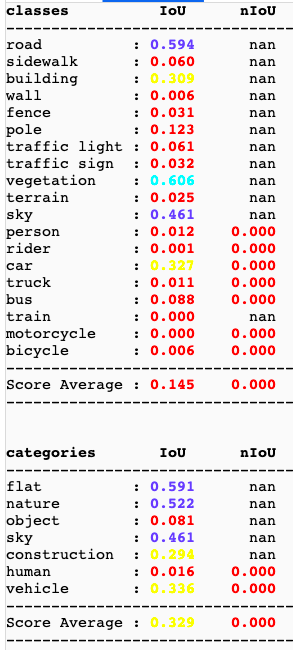 classes IoU nIoU
--------------------------------
road : 0.594 nan
sidewalk : 0.060 nan
building : 0.309 nan
wall : 0.006 nan
fence : 0.031 nan
pole : 0.123 nan
traffic light : 0.061 nan
traffic sign : 0.032 nan
vegetation : 0.606 nan
terrain : 0.025 nan
sky : 0.461 nan
person : 0.012 0.000
rider : 0.001 0.000
car : 0.327 0.000
truck : 0.011 0.000
bus : 0.088 0.000
train : 0.000 nan
motorcycle : 0.000 0.000
bicycle : 0.006 0.000
--------------------------------
Score Average : 0.145 0.000
--------------------------------
categories IoU nIoU
--------------------------------
flat : 0.591 nan
nature : 0.522 nan
object : 0.081 nan
sky : 0.461 nan
construction : 0.294 nan
human : 0.016 0.000
vehicle : 0.336 0.000
--------------------------------
Score Average : 0.329 0.000
--------------------------------